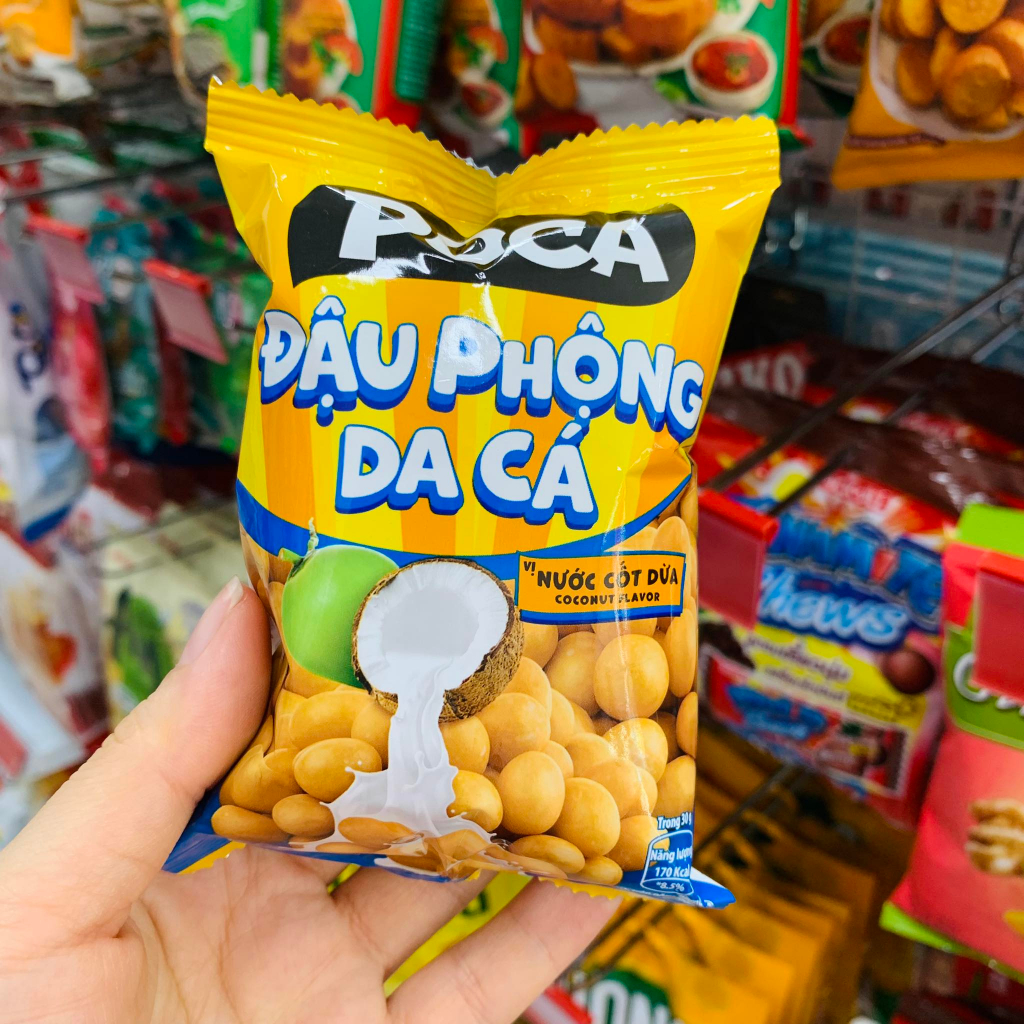 POCA
ĐẬU PHỘNG
DA CÁ
VỊ NƯỚC CỐT DỪA
COCONUT FLAVOR
Trong 30
Năng lượng
170 Kcal
*8.5%